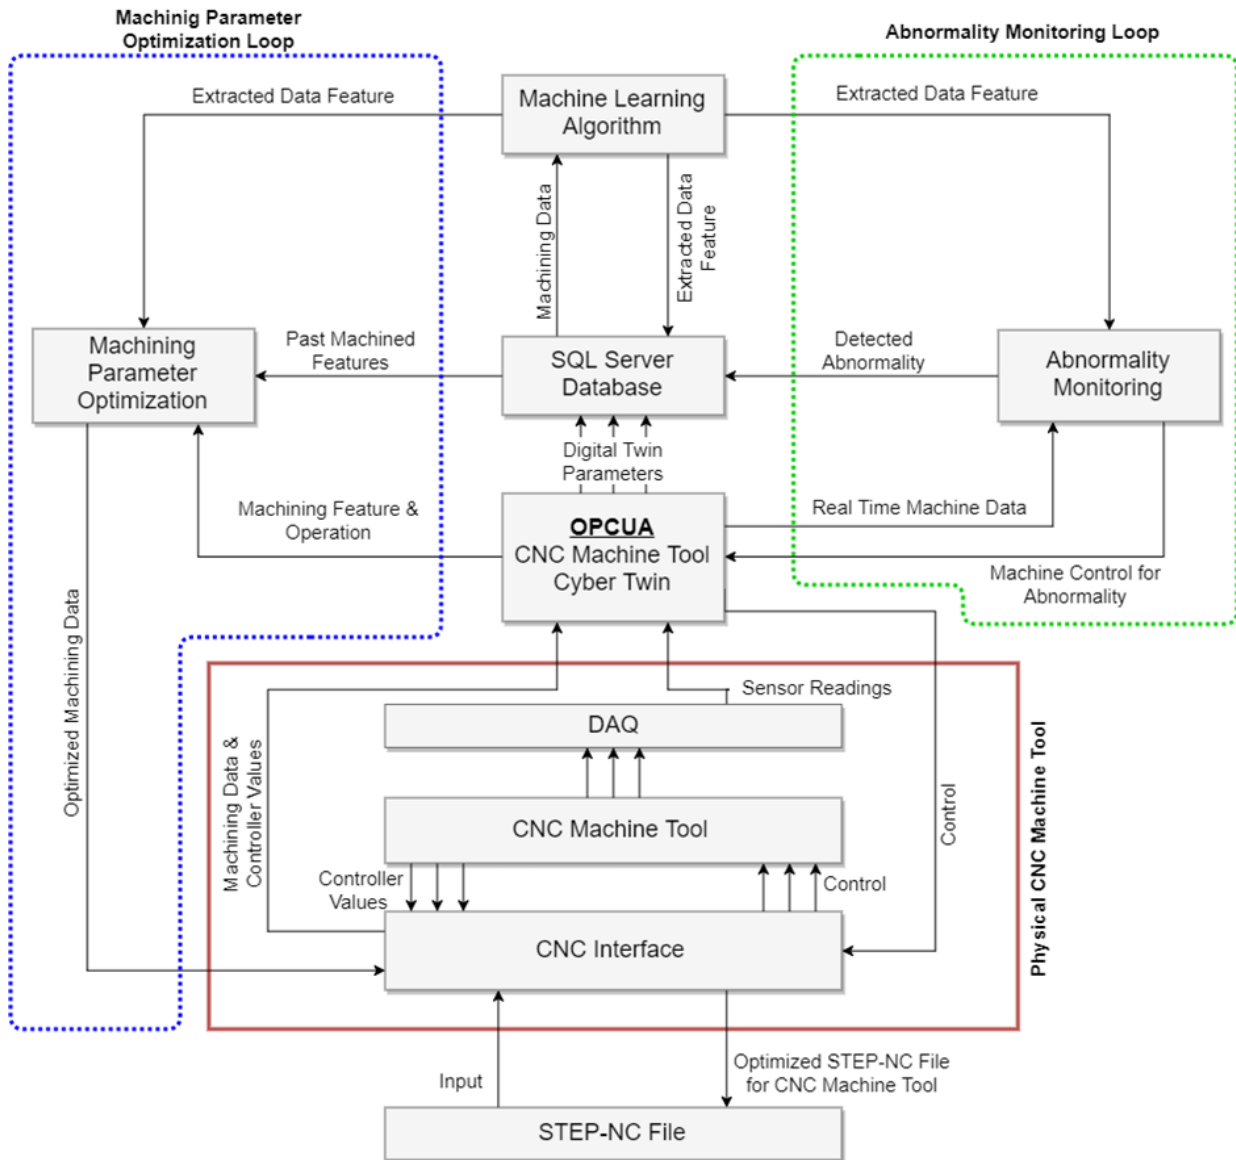 Machinig Parameter
Optimization Loop
Abnormality Monitoring Loop
Extracted Data Feature
Machine Learning
Algorithm
Extracted Data Feature
Machining Data
Extracted Data
Feature
Machining
Parameter
Optimization
Past Machined
Features
SQL Server
Database
Detected
Abnormality
Abnormality
Monitoring
Digital Twin
Parameters
Machining Feature &
Operation
OPCUA
CNC Machine Tool
Cyber Twin
Real Time Machine Data
Machine Control for
Abnormality
Optimized Machining Data
Machining Data &
Controller Values
Sensor Readings
DAQ
CNC Machine Tool
Control
Physical CNC Machine Tool
Controller
Values
Control
CNC Interface
Input
Optimized STEP-NC File
for CNC Machine Tool
STEP-NC File